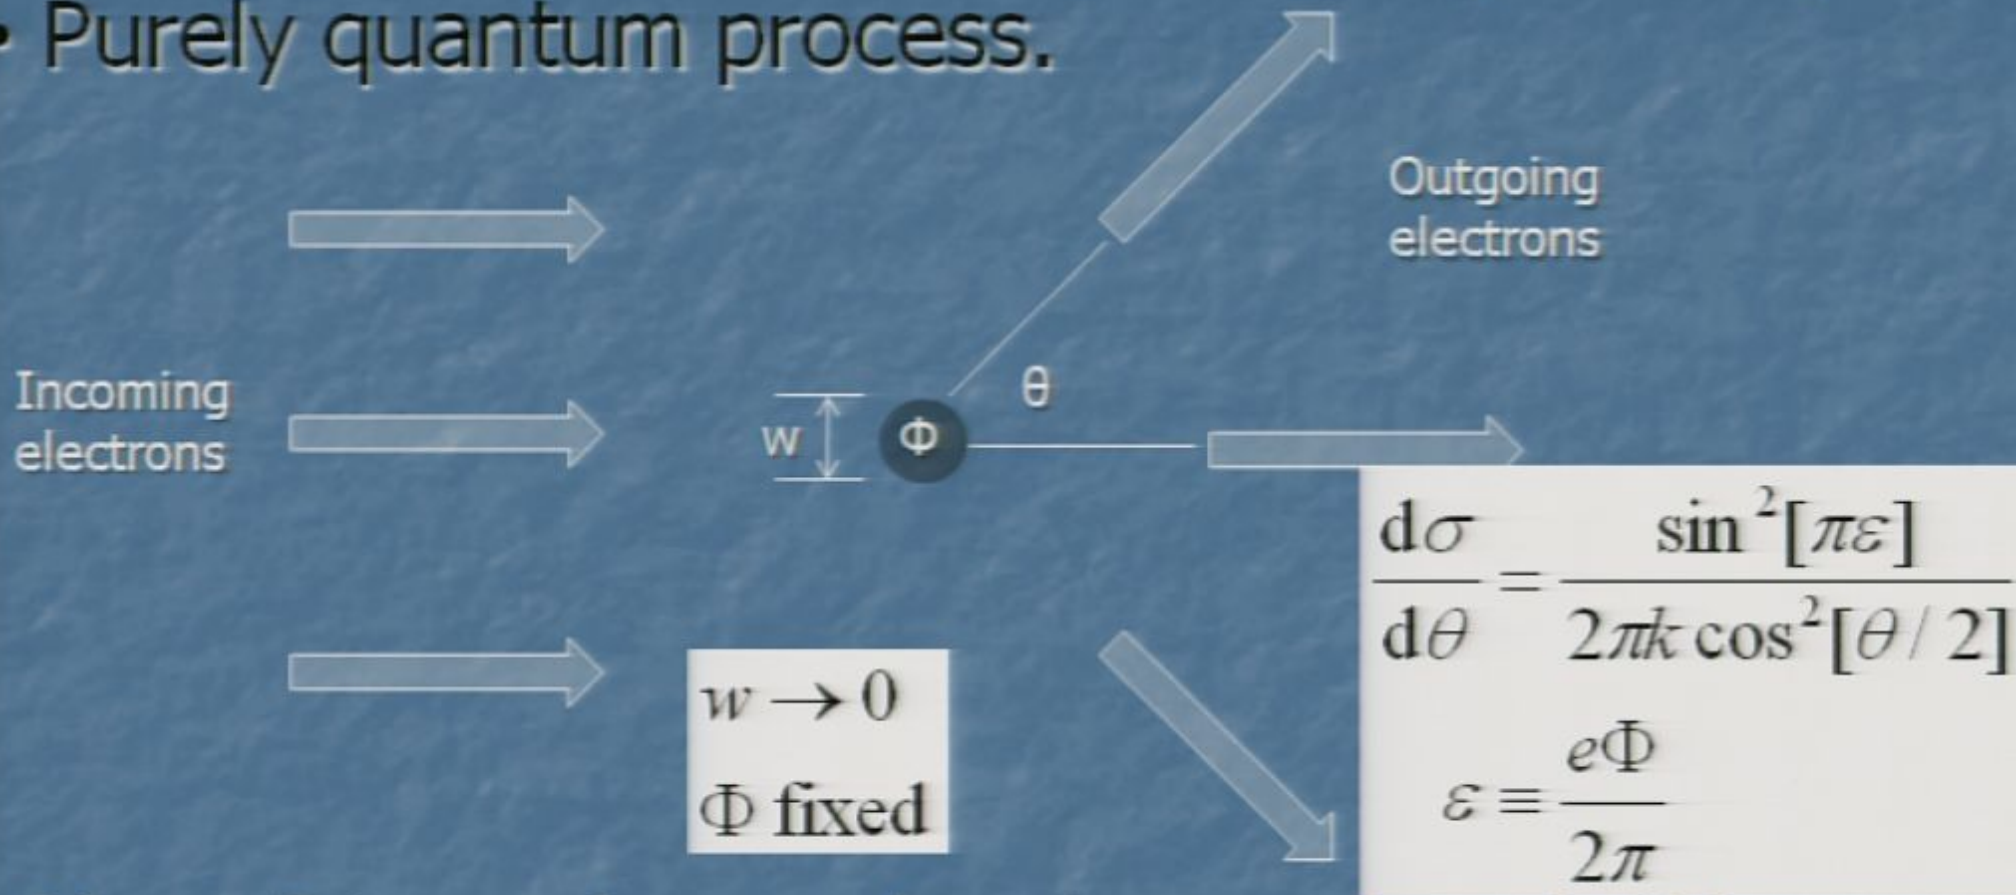 • Purely quantum process.
Outgoing
electrons
Incoming
electrons
w
Φ
θ
w → 0
Φ fixed
dσ/dθ = sin²[πε] / 2πk cos²[θ/2]
ε ≡ eΦ/2π